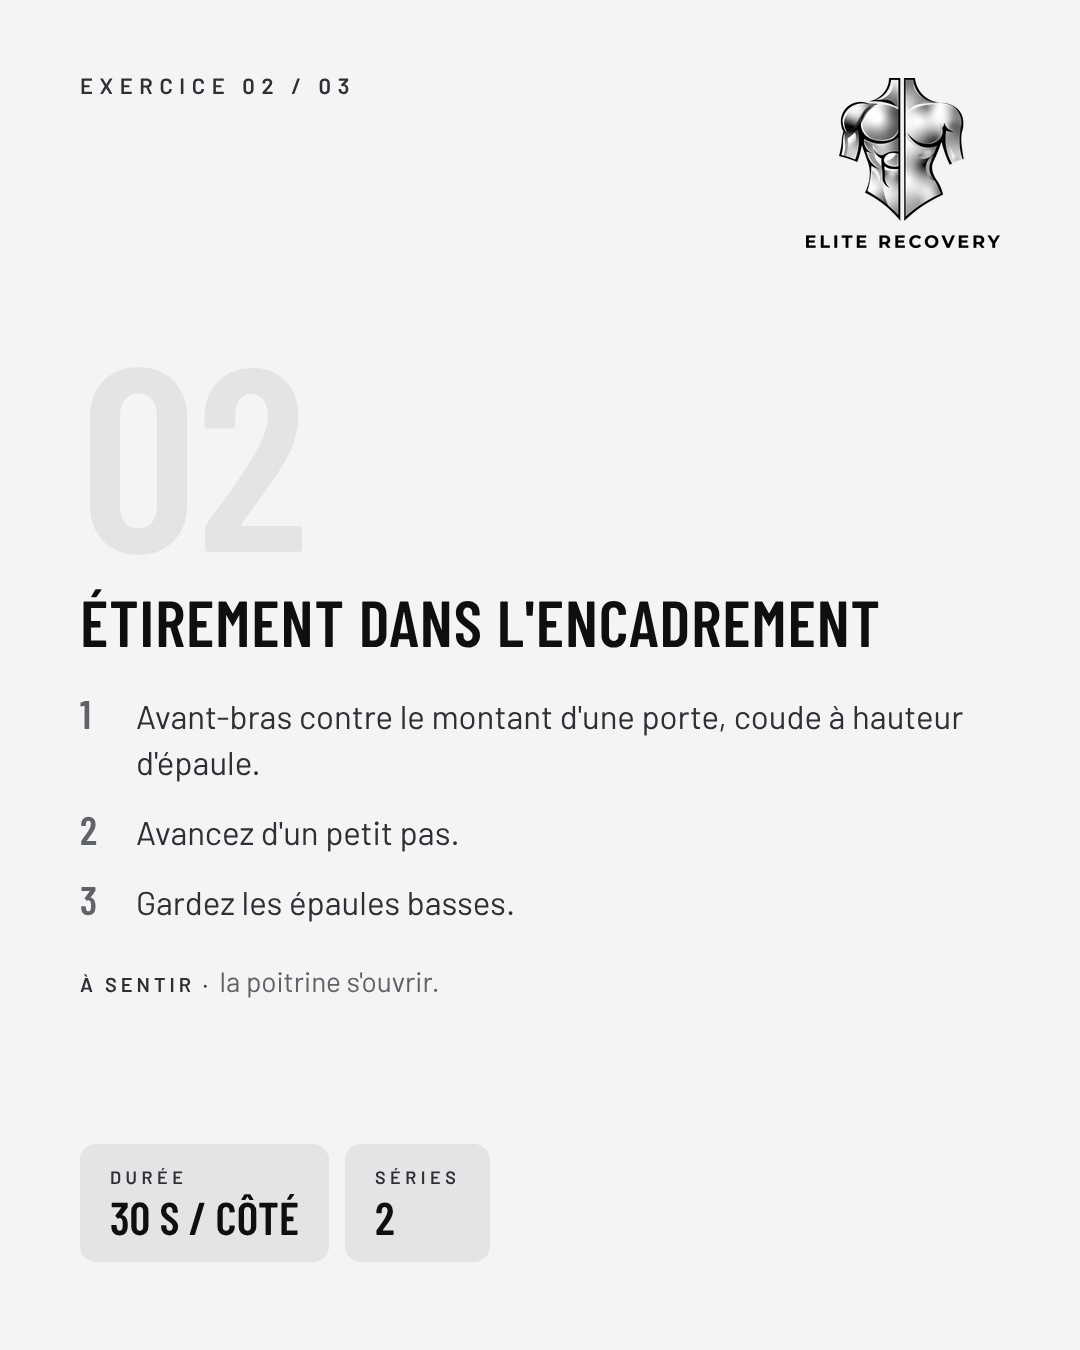 EXERCICE 02 / 03
ELITE RECOVERY
02
ÉTIREMENT DANS L'ENCADREMENT
1 Avant-bras contre le montant d'une porte, coude à hauteur
d'épaule.
2 Avancez d'un petit pas.
3 Gardez les épaules basses.
À SENTIR · la poitrine s'ouvrir.
DURÉE
30 S / CÔTÉ
SÉRIES
2